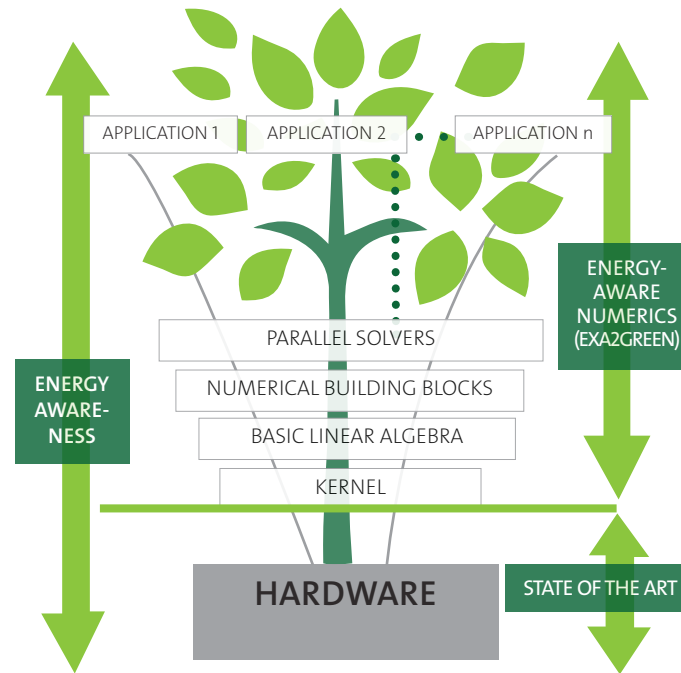 APPLICATION 1
APPLICATION 2
APPLICATION n
ENERGY-
AWARE
NUMERICS
(EXA2GREEN)
PARALLEL SOLVERS
NUMERICAL BUILDING BLOCKS
ENERGY
AWARE-
NESS
BASIC LINEAR ALGEBRA
KERNEL
HARDWARE
STATE OF THE ART